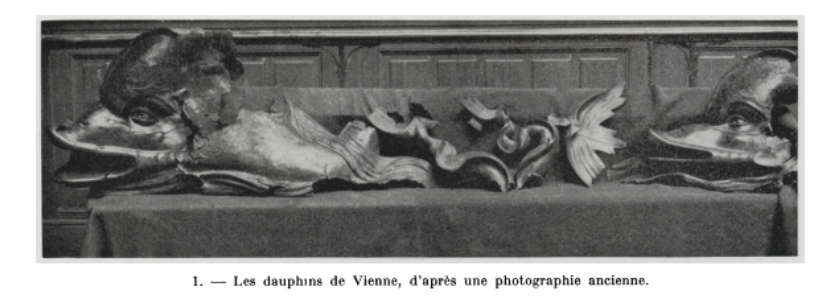 1. — Les dauphins de Vienne, d'après une photographie ancienne.